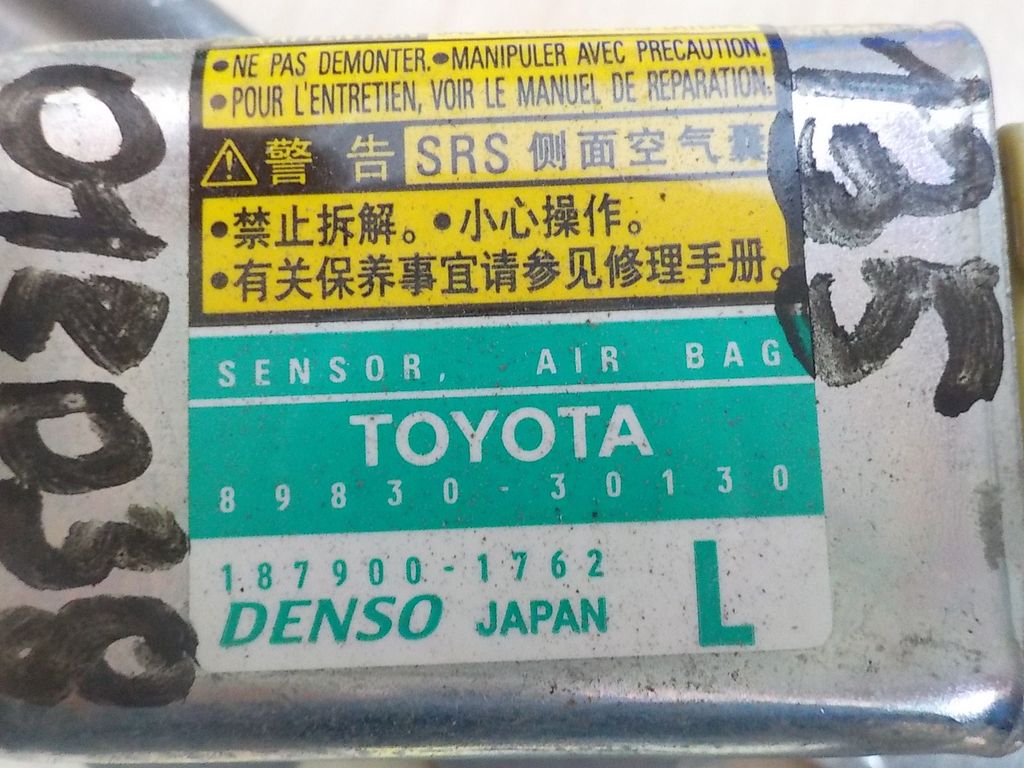 • NE PAS DEMONTER. • MANIPULER AVEC PRECAUTION.
• POUR L'ENTRETIEN, VOIR LE MANUEL DE REPARATION.
警 告 SRS 侧面空气囊
• 禁止拆解。 • 小心操作。
• 有关保养事宜请参见修理手册。
SENSOR, AIR BAG
TOYOTA
89830-30130
187900-1762
DENSO JAPAN L